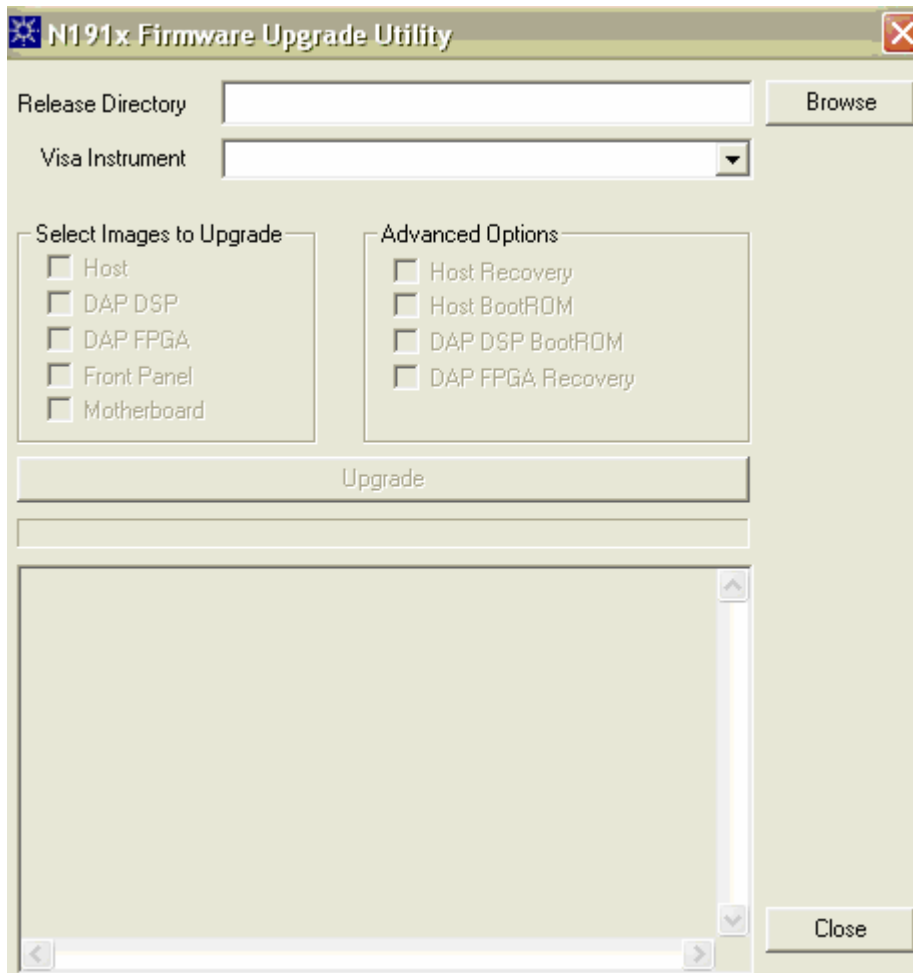 N191x Firmware Upgrade Utility
Release Directory
Browse
Visa Instrument
Select Images to Upgrade
Host
DAP DSP
DAP FPGA
Front Panel
Motherboard
Advanced Options
Host Recovery
Host BootROM
DAP DSP BootROM
DAP FPGA Recovery
Upgrade
Close